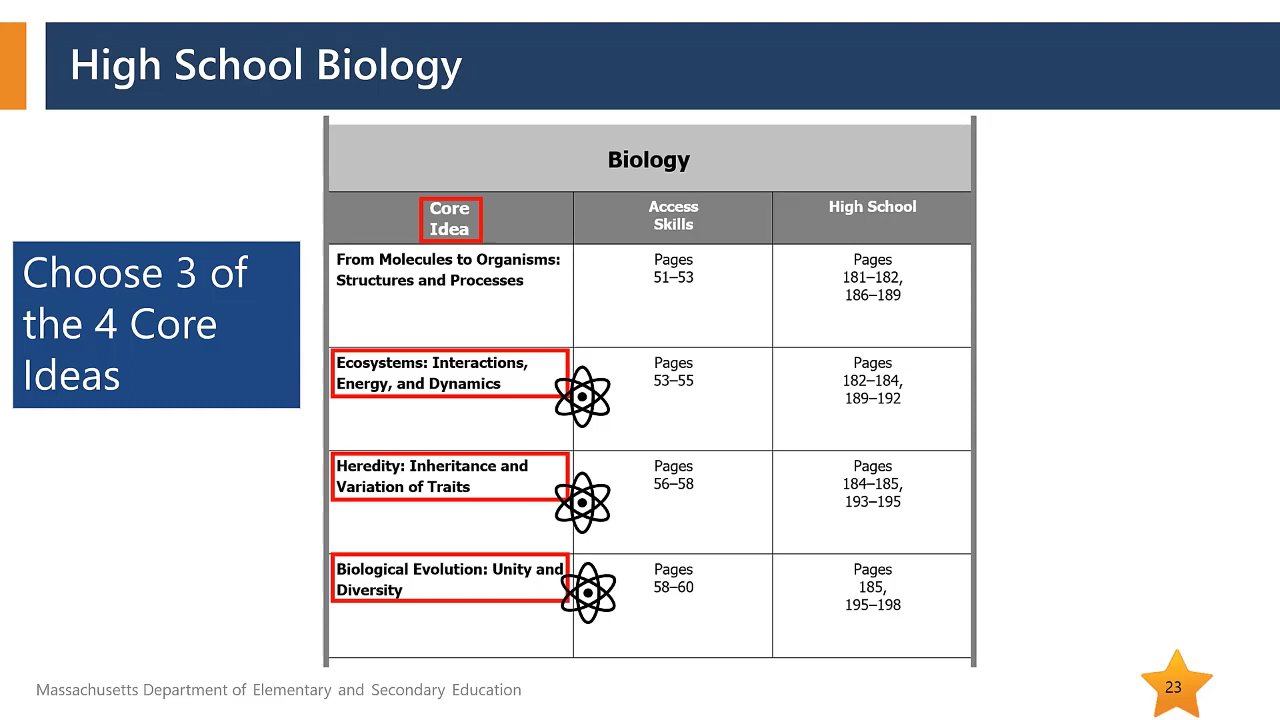 High School Biology
Choose 3 of
the 4 Core
Ideas
Biology
Core
Idea
Access
Skills
High School
From Molecules to Organisms:
Structures and Processes
Pages
51–53
Pages
181–182,
186–189
Ecosystems: Interactions,
Energy, and Dynamics
Pages
53–55
Pages
182–184,
189–192
Heredity: Inheritance and
Variation of Traits
Pages
56–58
Pages
184–185,
193–195
Biological Evolution: Unity and
Diversity
Pages
58–60
Pages
185,
195–198
Massachusetts Department of Elementary and Secondary Education
23